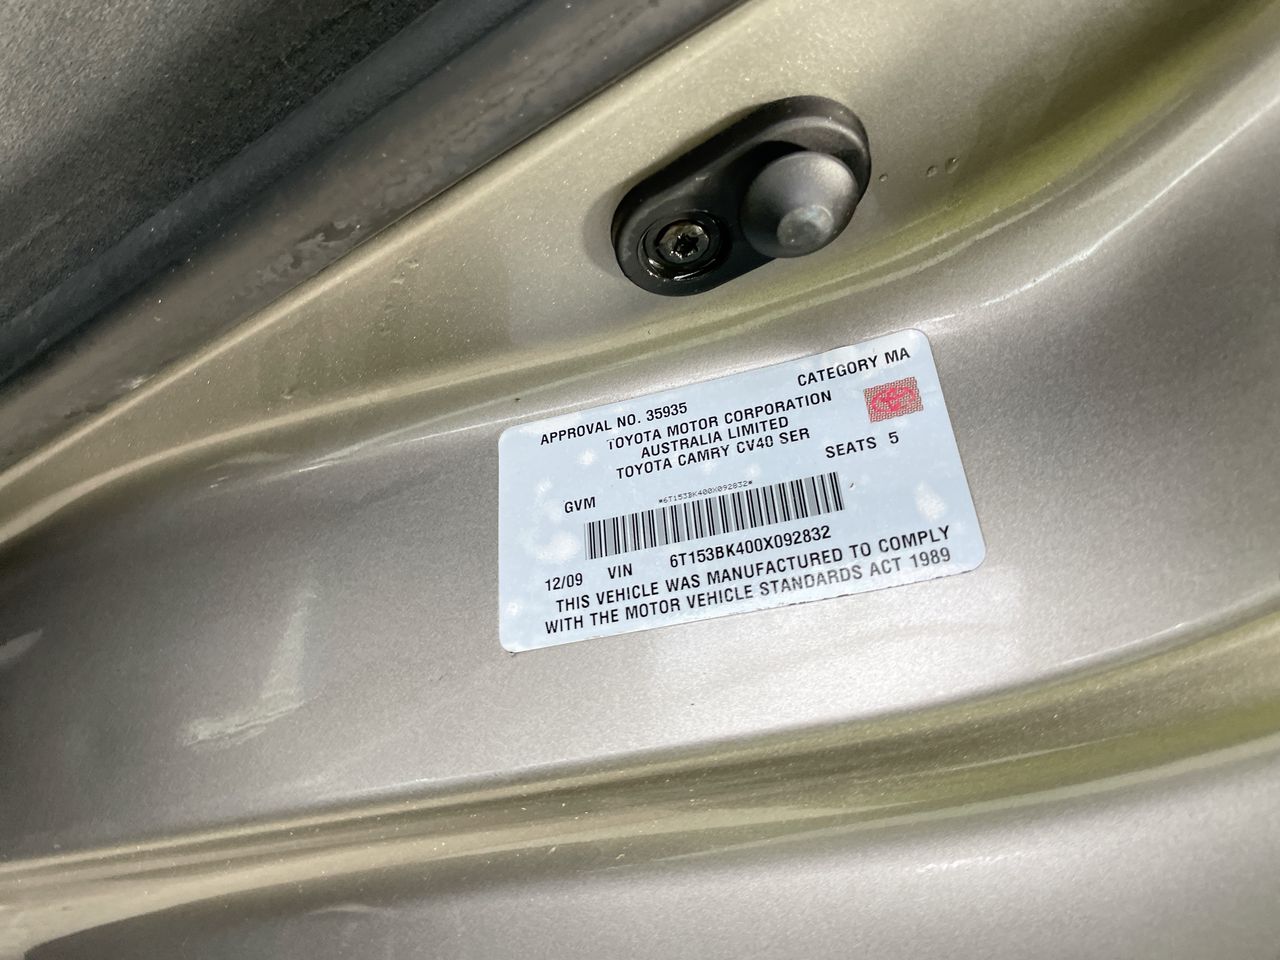 CATEGORY MA
APPROVAL NO. 35935
TOYOTA MOTOR CORPORATION
AUSTRALIA LIMITED
TOYOTA CAMRY CV40 SER
SEATS 5
GVM
*6T153BK400X092832*
12/09 VIN 6T153BK400X092832
THIS VEHICLE WAS MANUFACTURED TO COMPLY
WITH THE MOTOR VEHICLE STANDARDS ACT 1989